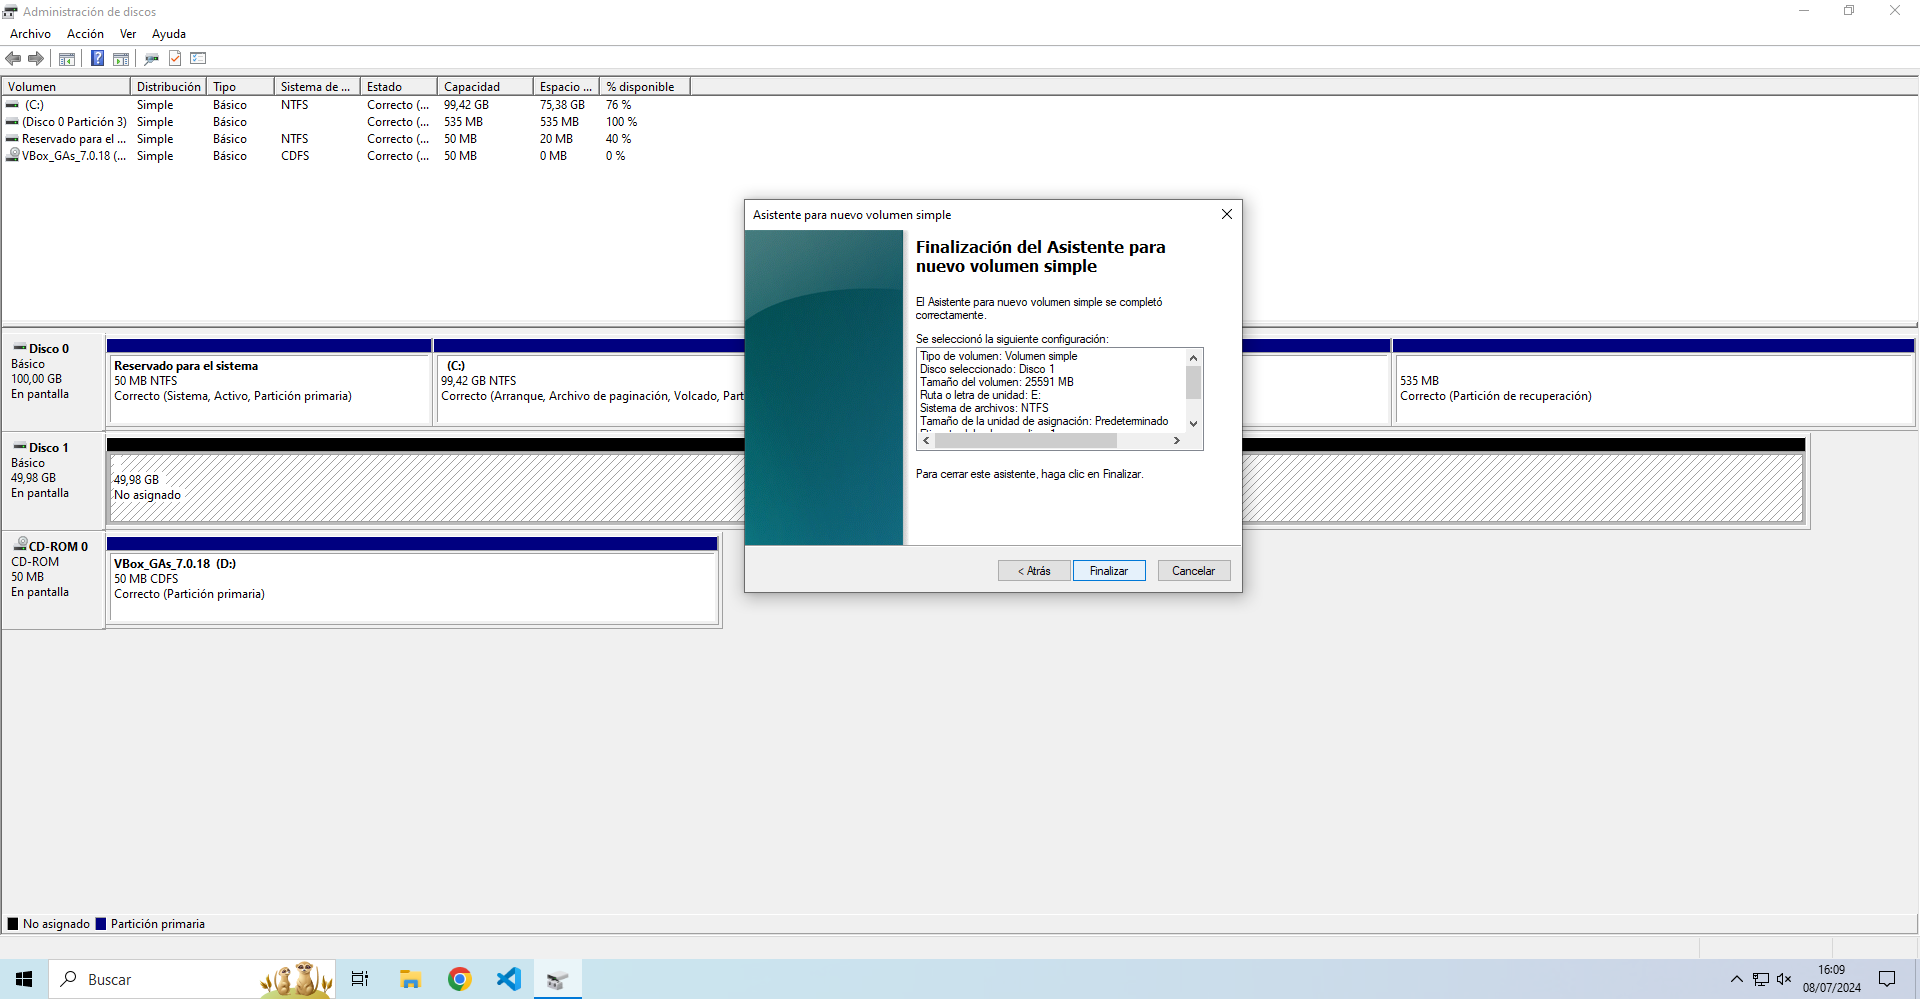 Administración de discos
Archivo Acción Ver Ayuda
Volumen Distribución Tipo Sistema de ... Estado Capacidad Espacio ... % disponible
(C:) Simple Básico NTFS Correcto (... 99,42 GB 75,38 GB 76 %
(Disco 0 Partición 3) Simple Básico Correcto (... 535 MB 535 MB 100 %
Reservado para el ... Simple Básico NTFS Correcto (... 50 MB 20 MB 40 %
VBox_GAs_7.0.18 (... Simple Básico CDFS Correcto (... 50 MB 0 MB 0 %
Asistente para nuevo volumen simple
Finalización del Asistente para
nuevo volumen simple
El Asistente para nuevo volumen simple se completó
correctamente.
Se seleccionó la siguiente configuración:
Tipo de volumen: Volumen simple
Disco seleccionado: Disco 1
Tamaño del volumen: 25591 MB
Ruta o letra de unidad: E:
Sistema de archivos: NTFS
Tamaño de la unidad de asignación: Predeterminado
Para cerrar este asistente, haga clic en Finalizar.
< Atrás Finalizar Cancelar
Disco 0
Básico
100,00 GB
En pantalla
Reservado para el sistema
50 MB NTFS
Correcto (Sistema, Activo, Partición primaria)
(C:)
99,42 GB NTFS
Correcto (Arranque, Archivo de paginación, Volcado, Part
535 MB
Correcto (Partición de recuperación)
Disco 1
Básico
49,98 GB
En pantalla
49,98 GB
No asignado
CD-ROM 0
CD-ROM
50 MB
En pantalla
VBox_GAs_7.0.18 (D:)
50 MB CDFS
Correcto (Partición primaria)
No asignado Partición primaria
Buscar
16:09
08/07/2024